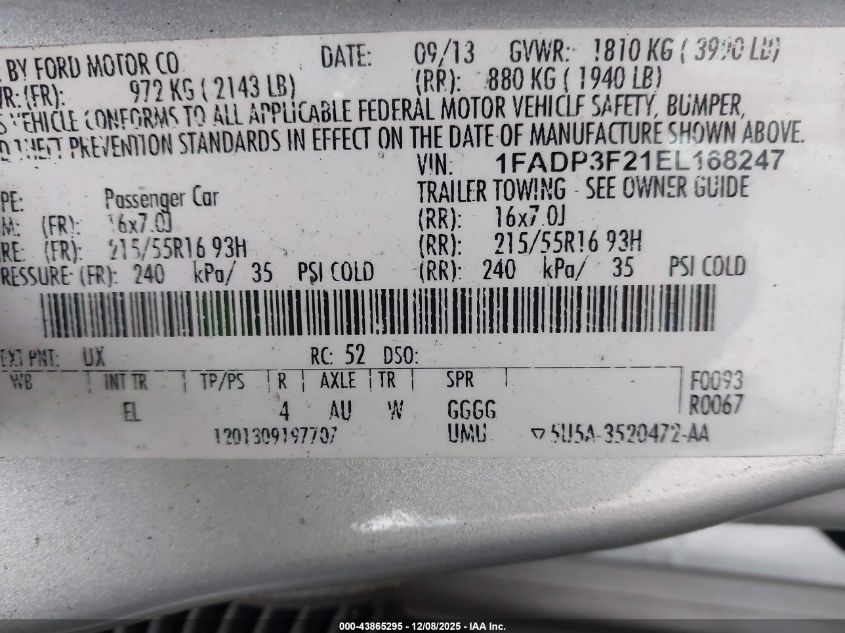 BY FORD MOTOR CO. DATE: 09/13 GVWR: 1810 KG ( 3990 LB)
WR: (FR): 972 KG ( 2143 LB) (RR): 880 KG ( 1940 LB)
S VEHICLE CONFORMS TO ALL APPLICABLE FEDERAL MOTOR VEHICLE SAFETY, BUMPER,
D THEFT PREVENTION STANDARDS IN EFFECT ON THE DATE OF MANUFACTURE SHOWN ABOVE.
VIN: 1FADP3F21EL168247
PE: Passenger Car TRAILER TOWING - SEE OWNER GUIDE
M: (FR): 16x7.0J (RR): 16x7.0J
RE: (FR): 215/55R16 93H (RR): 215/55R16 93H
RESSURE: (FR): 240 kPa/ 35 PSI COLD (RR): 240 kPa/ 35 PSI COLD
EXT PNT: UX RC: 52 DSO:
WB INT TR TP/PS R AXLE TR SPR F0093
EL 4 AU W GGGG R0067
1201309197707 UMU ▽ 5U5A-3520472-AA
000-43865295 - 12/08/2025 - IAA Inc.